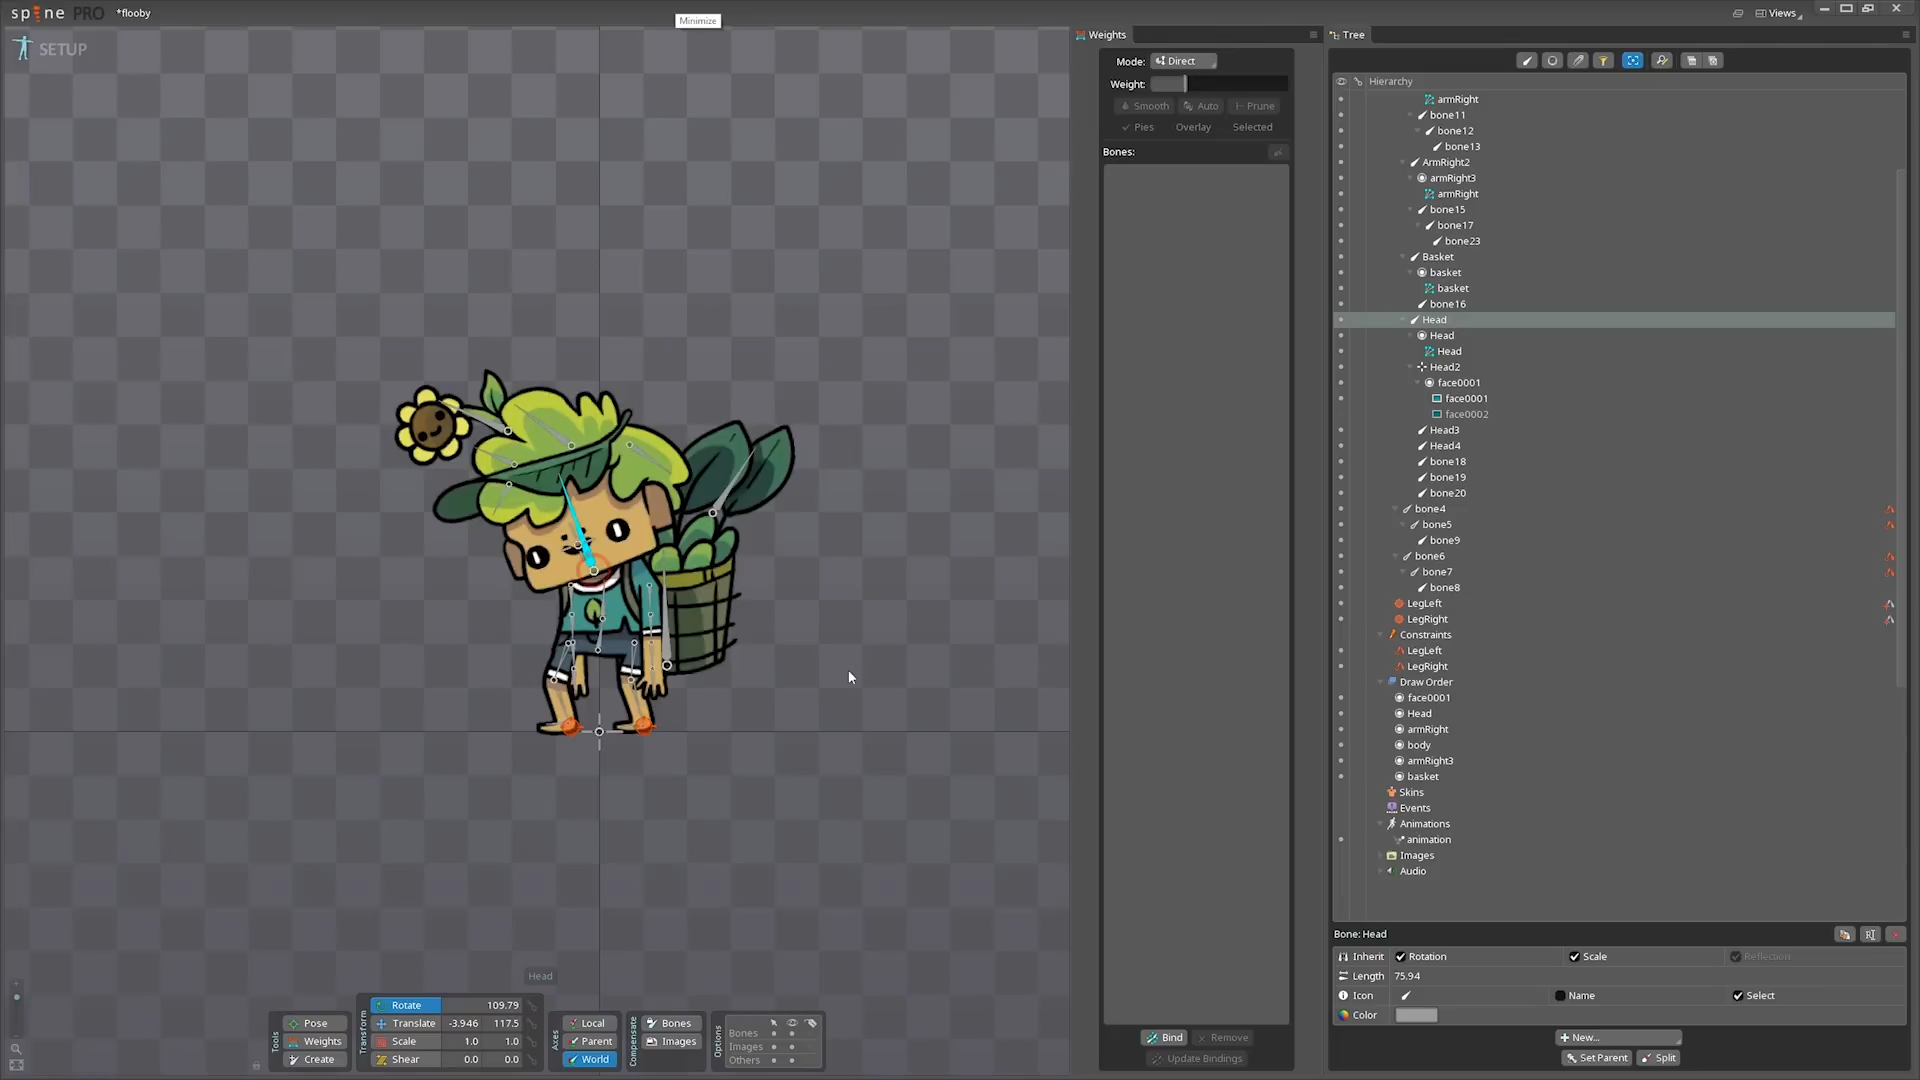 spine PRO *flooby
Minimize
Views
SETUP
Weights
Tree
Mode: Direct
Weight:
Smooth Auto Prune
Pies Overlay Selected
Bones:
Hierarchy
armRight
bone11
bone12
bone13
ArmRight2
armRight3
armRight
bone15
bone17
bone23
Basket
basket
basket
bone16
Head
Head
Head
Head2
face0001
face0001
face0002
Head3
Head4
bone18
bone19
bone20
bone4
bone5
bone9
bone6
bone7
bone8
LegLeft
LegRight
Constraints
LegLeft
LegRight
Draw Order
face0001
Head
armRight
body
armRight3
basket
Skins
Events
Animations
animation
Images
Audio
Bone: Head
Inherit Rotation Scale Reflection
Length 75.94
Icon Name Select
Color
New...
Set Parent Split
Bind Remove
Update Bindings
Head
Tools
Pose
Weights
Create
Transform
Rotate 109.79
Translate -3.946 117.5
Scale 1.0 1.0
Shear 0.0 0.0
Axes
Local
Parent
World
Compensate
Bones
Images
Options
Bones
Images
Others